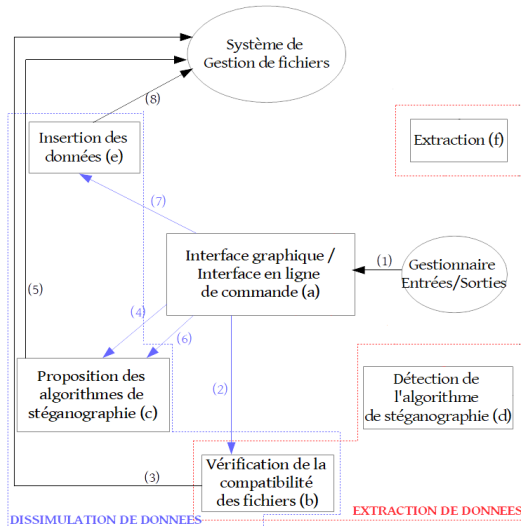 Système de
Gestion de fichiers
(8)
Insertion des
données (e)
Extraction (f)
(7)
Interface graphique /
Interface en ligne
de commande (a)
(1)
Gestionnaire
Entrées/Sorties
(5)
(4)
(6)
Proposition des
algorithmes de
stéganographie (c)
(2)
Détection de
l'algorithme
de stéganographie (d)
(3)
Vérification de la
compatibilité
des fichiers (b)
DISSIMULATION DE DONNEES
EXTRACTION DE DONNEES